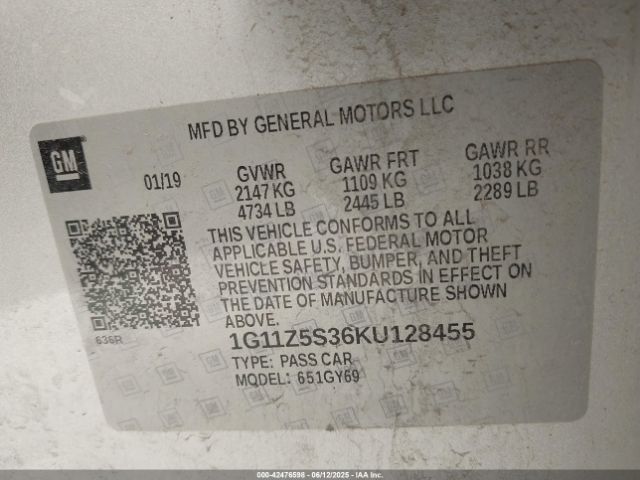 MFD BY GENERAL MOTORS LLC
GM
01/19
GVWR
2147 KG
4734 LB
GAWR FRT
1109 KG
2445 LB
GAWR RR
1038 KG
2289 LB
THIS VEHICLE CONFORMS TO ALL
APPLICABLE U.S. FEDERAL MOTOR
VEHICLE SAFETY, BUMPER, AND THEFT
PREVENTION STANDARDS IN EFFECT ON
THE DATE OF MANUFACTURE SHOWN
ABOVE.
636R
1G11Z5S36KU128455
TYPE: PASS CAR
MODEL: 651GY69
000-42476598 - 06/12/2025 - IAA Inc.